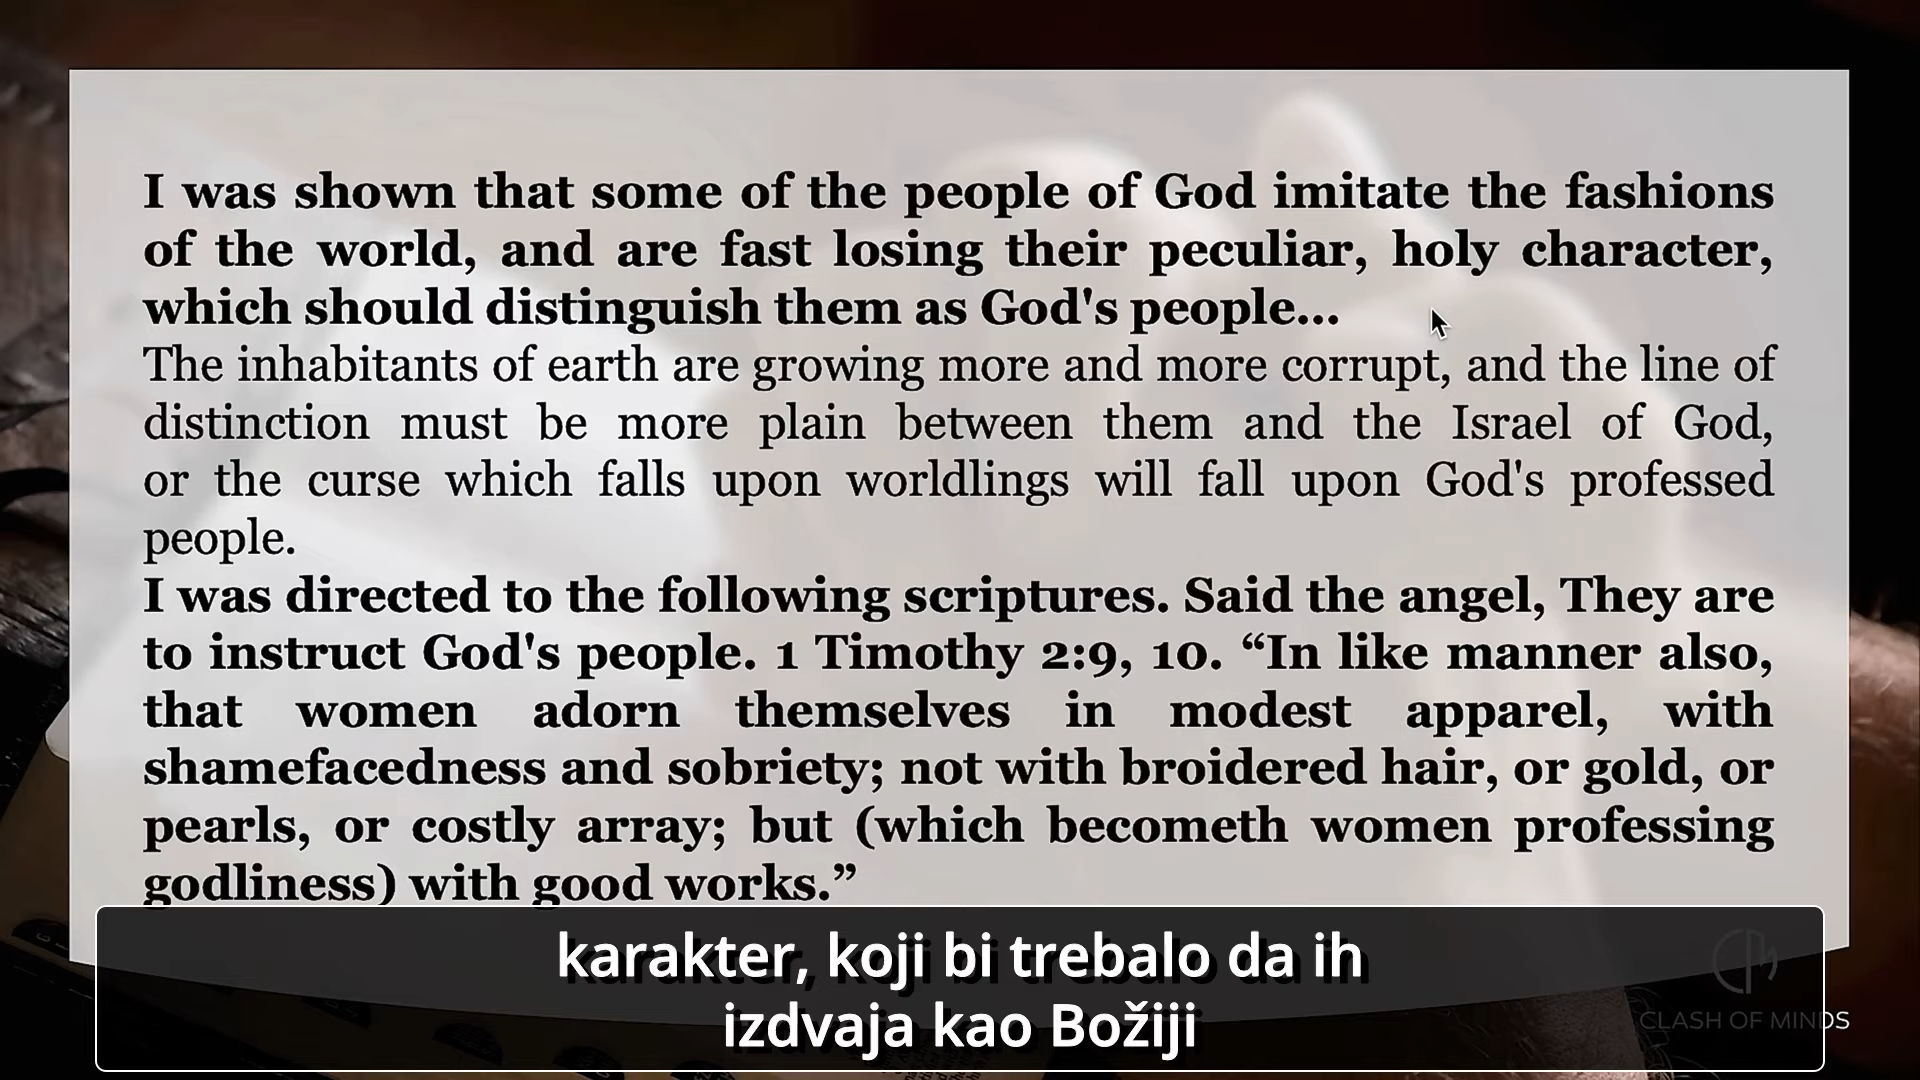 I was shown that some of the people of God imitate the fashions
of the world, and are fast losing their peculiar, holy character,
which should distinguish them as God's people...
The inhabitants of earth are growing more and more corrupt, and the line of
distinction must be more plain between them and the Israel of God,
or the curse which falls upon worldlings will fall upon God's professed
people.
I was directed to the following scriptures. Said the angel, They are
to instruct God's people. 1 Timothy 2:9, 10. “In like manner also,
that women adorn themselves in modest apparel, with
shamefacedness and sobriety; not with broidered hair, or gold, or
pearls, or costly array; but (which becometh women professing
godliness) with good works.”
karakter, koji bi trebalo da ih
izdvaja kao Božiji
CLASH OF MINDS